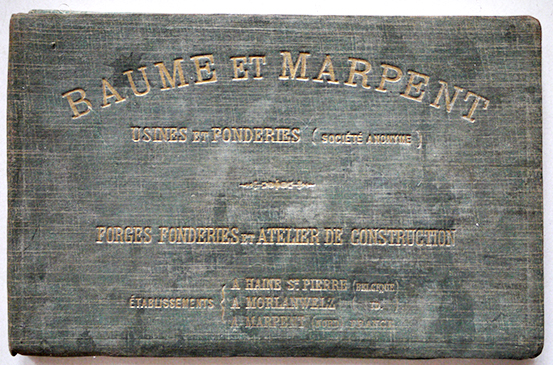 BAUME ET MARPENT
USINES ET FONDERIES ( SOCIÉTÉ ANONYME )
FORGES FONDERIES ET ATELIER DE CONSTRUCTION
ÉTABLISSEMENTS
A HAINE ST. PIERRE (BELGIQUE)
A MORLANWELZ ( ID. )
A MARPENT (NORD) FRANCE